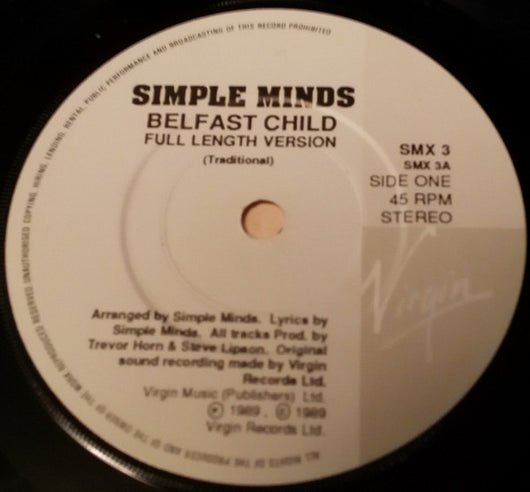 ALL RIGHTS OF THE PRODUCER AND OF THE OWNER OF THE WORK REPRODUCED RESERVED. UNAUTHORISED COPYING, HIRING, LENDING, RENTAL, PUBLIC PERFORMANCE AND BROADCASTING OF THIS RECORD PROHIBITED
SIMPLE MINDS
BELFAST CHILD
FULL LENGTH VERSION
(Traditional)
SMX 3
SMX 3A
SIDE ONE
45 RPM
STEREO
Virgin
Arranged by Simple Minds. Lyrics by
Simple Minds. All tracks Prod. by
Trevor Horn & Steve Lipson. Original
sound recording made by Virgin
Records Ltd.
Virgin Music (Publishers) Ltd.
℗ 1989 . © 1989
Virgin Records Ltd.